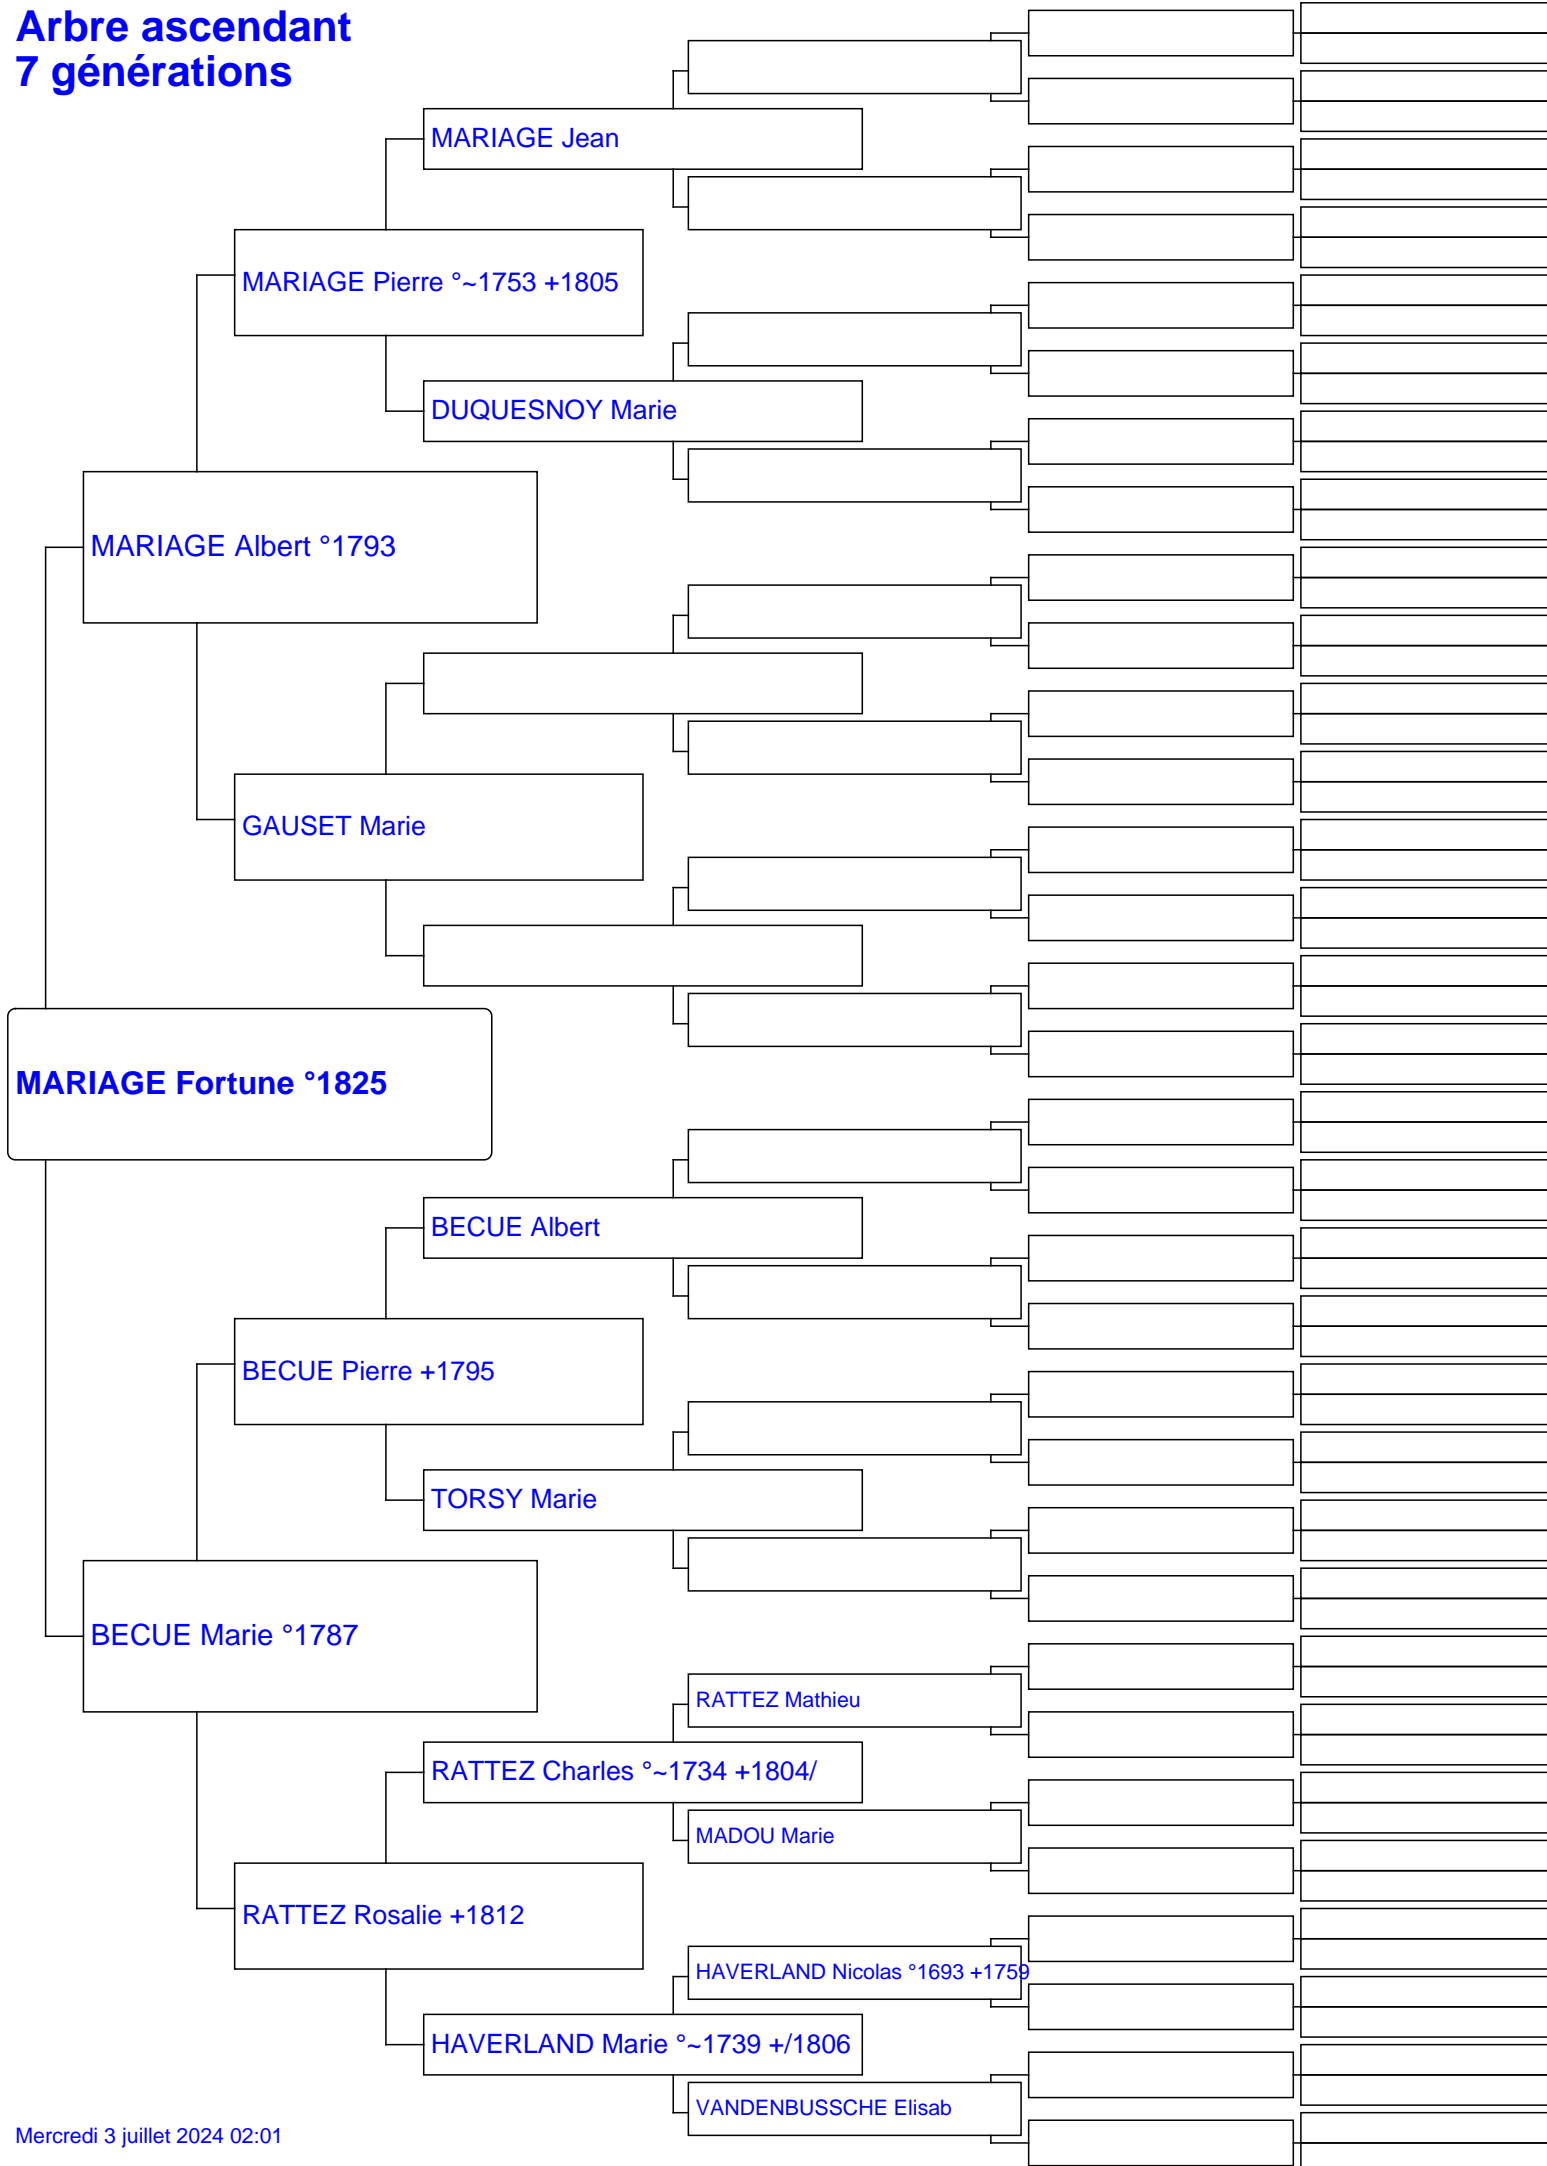 Arbre ascendant
7 générations
MARIAGE Jean
MARIAGE Pierre °~1753 +1805
DUQUESNOY Marie
MARIAGE Albert °1793
GAUSET Marie
MARIAGE Fortune °1825
BECUE Albert
BECUE Pierre +1795
TORSY Marie
BECUE Marie °1787
RATTEZ Mathieu
RATTEZ Charles °~1734 +1804/
MADOU Marie
RATTEZ Rosalie +1812
HAVERLAND Nicolas °1693 +1759
HAVERLAND Marie °~1739 +/1806
VANDENBUSSCHE Elisab
Mercredi 3 juillet 2024 02:01